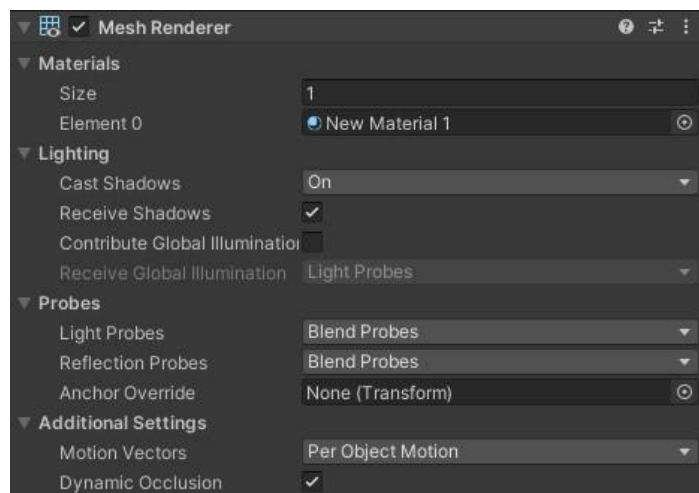 Mesh Renderer
Materials
Size 1
Element 0 New Material 1
Lighting
Cast Shadows On
Receive Shadows
Contribute Global Illumination
Receive Global Illumination Light Probes
Probes
Light Probes Blend Probes
Reflection Probes Blend Probes
Anchor Override None (Transform)
Additional Settings
Motion Vectors Per Object Motion
Dynamic Occlusion